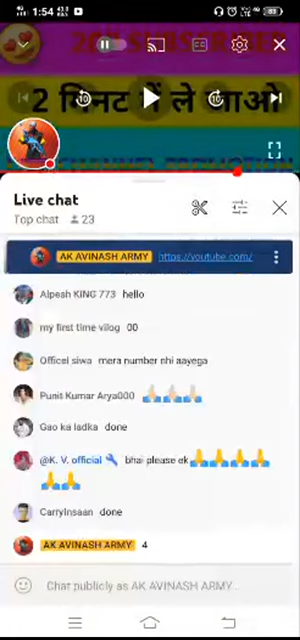 1:54
2 मिनट में ले जाओ
Live chat
Top chat 23
AK AVINASH ARMY https://youtube.com/
Alpesh KING 773 hello
my first time vilog 00
Officel siwa mera number nhi aayega
Punit Kumar Arya000
Gao ka ladka done
@K. V. official bhai please ek
CarryInsaan done
AK AVINASH ARMY 4
Chat publicly as AK AVINASH ARMY...